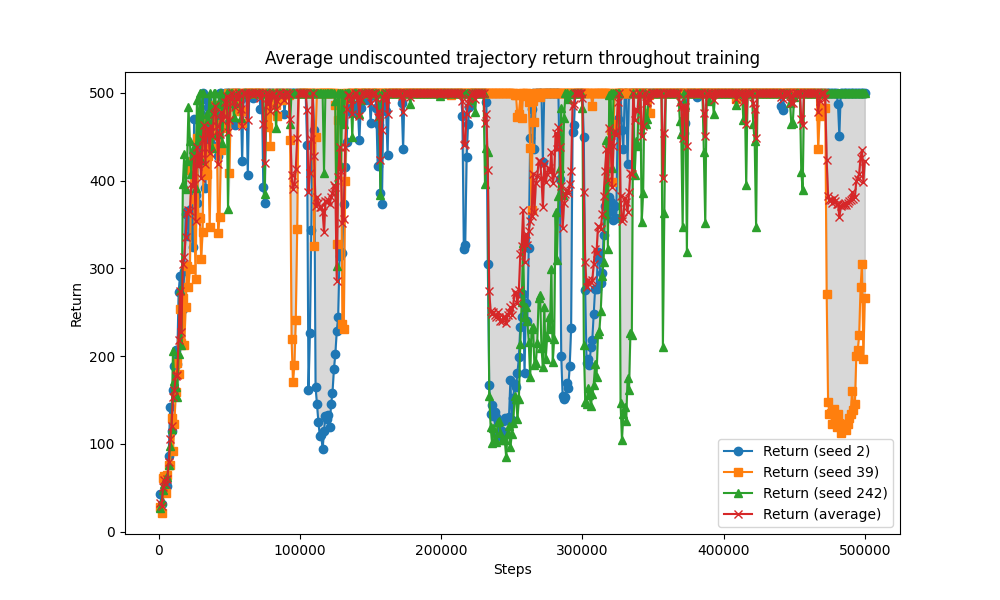 Average undiscounted trajectory return throughout training
500
400
300
200
100
0
Return
0 100000 200000 300000 400000 500000
Steps
Return (seed 2)
Return (seed 39)
Return (seed 242)
Return (average)